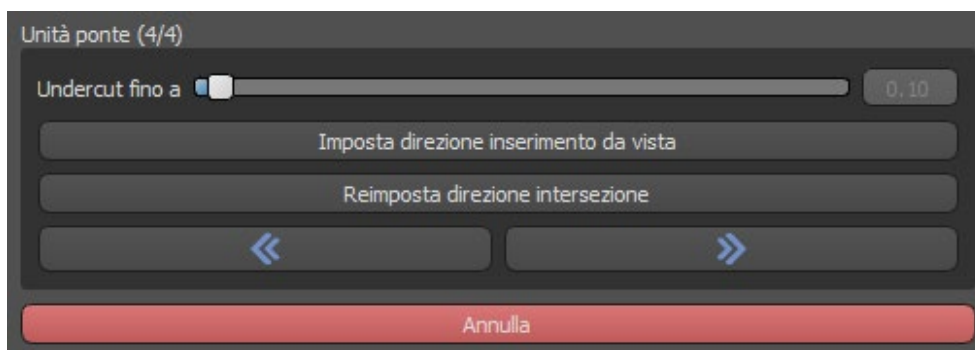 Unità ponte (4/4)
Undercut fino a 0.10
Imposta direzione inserimento da vista
Reimposta direzione intersezione
Annulla